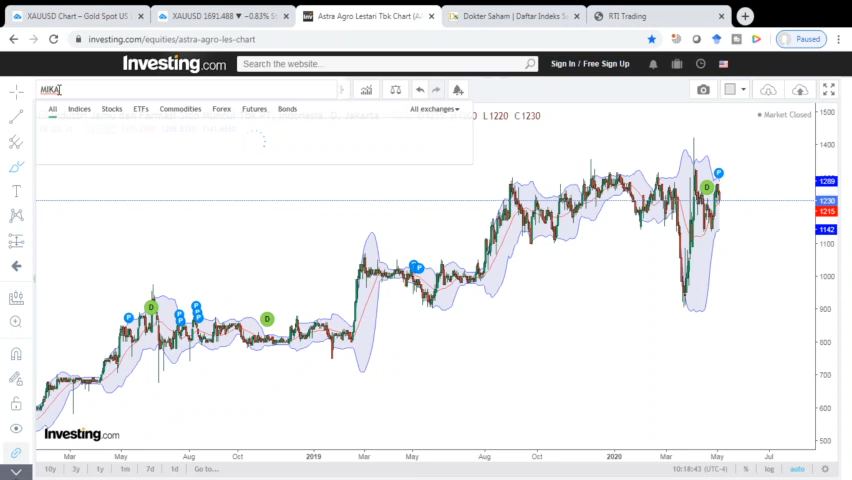 XAUUSD Chart – Gold Spot US
XAUUSD 1691.488 ▼ −0.83%
Astra Agro Lestari Tbk Chart (A
Dokter Saham | Daftar Indeks S
RTI Trading
investing.com/equities/astra-agro-les-chart
Paused
Investing.com
Search the website...
Sign In / Free Sign Up
MIKA
All Indices Stocks ETFs Commodities Forex Futures Bonds All exchanges
L1220 C1230
Market Closed
1500
1400
1289
1230
1215
1142
1100
1000
900
800
700
600
500
D
P
Investing.com
Mar May Aug Oct 2019 Mar May Aug Oct 2020 Mar May Jul
10y 3y 1y 1m 7d 1d Go to... 10:18:43 (UTC-4) % log auto